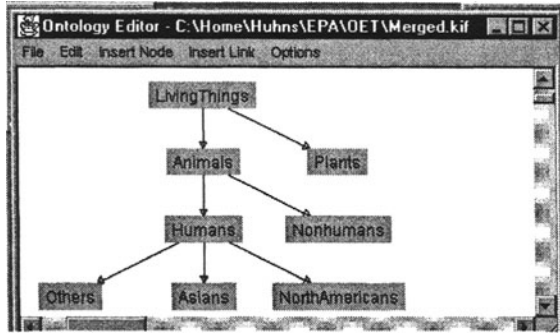 Ontology Editor - C:\Home\Huhns\EPA\OET\Merged.kif
File Edit Insert Node Insert Link Options
LivingThings
Animals Plants
Humans Nonhumans
Others Asians NorthAmericans